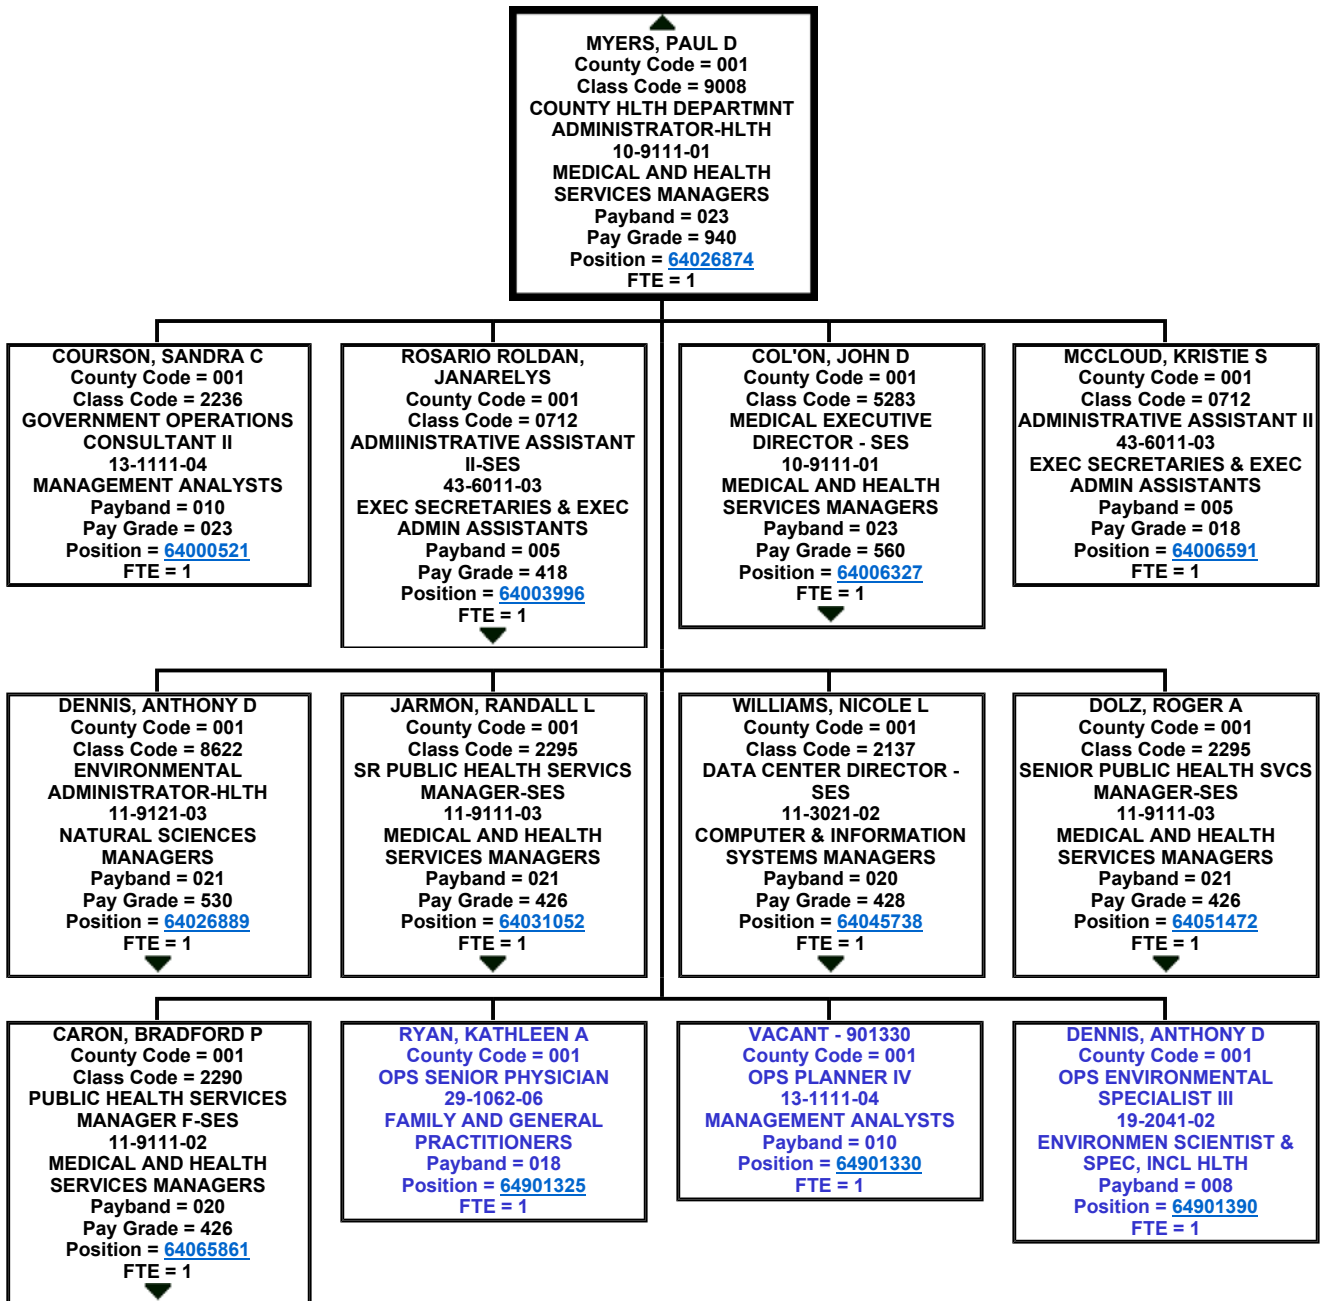 MYERS, PAUL D
County Code = 001
Class Code = 9008
COUNTY HLTH DEPARTMNT
ADMINISTRATOR-HLTH
10-9111-01
MEDICAL AND HEALTH
SERVICES MANAGERS
Payband = 023
Pay Grade = 940
Position = 64026874
FTE = 1
COURSON, SANDRA C
County Code = 001
Class Code = 2236
GOVERNMENT OPERATIONS
CONSULTANT II
13-1111-04
MANAGEMENT ANALYSTS
Payband = 010
Pay Grade = 023
Position = 64000521
FTE = 1
ROSARIO ROLDAN,
JANARELYS
County Code = 001
Class Code = 0712
ADMIINISTRATIVE ASSISTANT
II-SES
43-6011-03
EXEC SECRETARIES & EXEC
ADMIN ASSISTANTS
Payband = 005
Pay Grade = 418
Position = 64003996
FTE = 1
COL'ON, JOHN D
County Code = 001
Class Code = 5283
MEDICAL EXECUTIVE
DIRECTOR - SES
10-9111-01
MEDICAL AND HEALTH
SERVICES MANAGERS
Payband = 023
Pay Grade = 560
Position = 64006327
FTE = 1
MCCLOUD, KRISTIE S
County Code = 001
Class Code = 0712
ADMINISTRATIVE ASSISTANT II
43-6011-03
EXEC SECRETARIES & EXEC
ADMIN ASSISTANTS
Payband = 005
Pay Grade = 018
Position = 64006591
FTE = 1
DENNIS, ANTHONY D
County Code = 001
Class Code = 8622
ENVIRONMENTAL
ADMINISTRATOR-HLTH
11-9121-03
NATURAL SCIENCES
MANAGERS
Payband = 021
Pay Grade = 530
Position = 64026889
FTE = 1
JARMON, RANDALL L
County Code = 001
Class Code = 2295
SR PUBLIC HEALTH SERVICS
MANAGER-SES
11-9111-03
MEDICAL AND HEALTH
SERVICES MANAGERS
Payband = 021
Pay Grade = 426
Position = 64031052
FTE = 1
WILLIAMS, NICOLE L
County Code = 001
Class Code = 2137
DATA CENTER DIRECTOR -
SES
11-3021-02
COMPUTER & INFORMATION
SYSTEMS MANAGERS
Payband = 020
Pay Grade = 428
Position = 64045738
FTE = 1
DOLZ, ROGER A
County Code = 001
Class Code = 2295
SENIOR PUBLIC HEALTH SVCS
MANAGER-SES
11-9111-03
MEDICAL AND HEALTH
SERVICES MANAGERS
Payband = 021
Pay Grade = 426
Position = 64051472
FTE = 1
CARON, BRADFORD P
County Code = 001
Class Code = 2290
PUBLIC HEALTH SERVICES
MANAGER F-SES
11-9111-02
MEDICAL AND HEALTH
SERVICES MANAGERS
Payband = 020
Pay Grade = 426
Position = 64065861
FTE = 1
RYAN, KATHLEEN A
County Code = 001
OPS SENIOR PHYSICIAN
29-1062-06
FAMILY AND GENERAL
PRACTITIONERS
Payband = 018
Position = 64901325
FTE = 1
VACANT - 901330
County Code = 001
OPS PLANNER IV
13-1111-04
MANAGEMENT ANALYSTS
Payband = 010
Position = 64901330
FTE = 1
DENNIS, ANTHONY D
County Code = 001
OPS ENVIRONMENTAL
SPECIALIST III
19-2041-02
ENVIRONMEN SCIENTIST &
SPEC, INCL HLTH
Payband = 008
Position = 64901390
FTE = 1